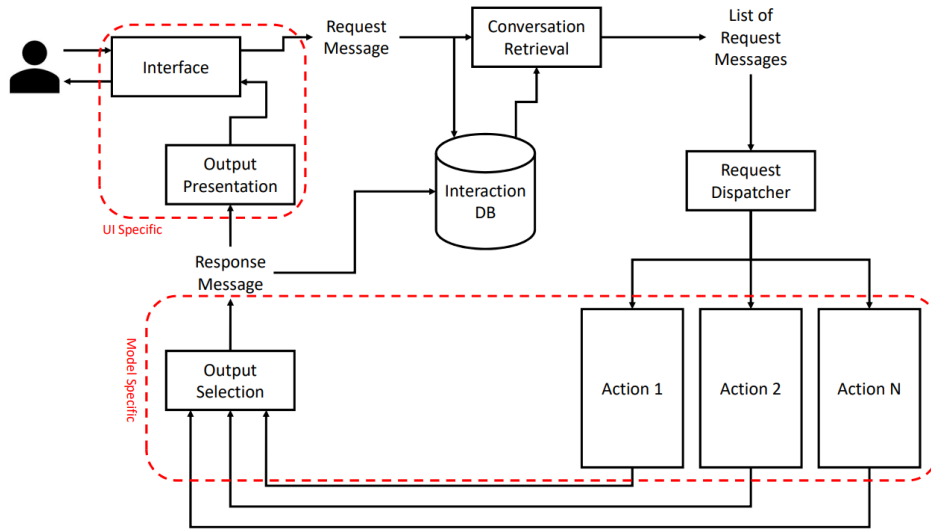 Request
Message
Conversation
Retrieval
List of
Request
Messages
Interface
Output
Presentation
Interaction
DB
Request
Dispatcher
UI Specific
Response
Message
Model Specific
Output
Selection
Action 1
Action 2
Action N